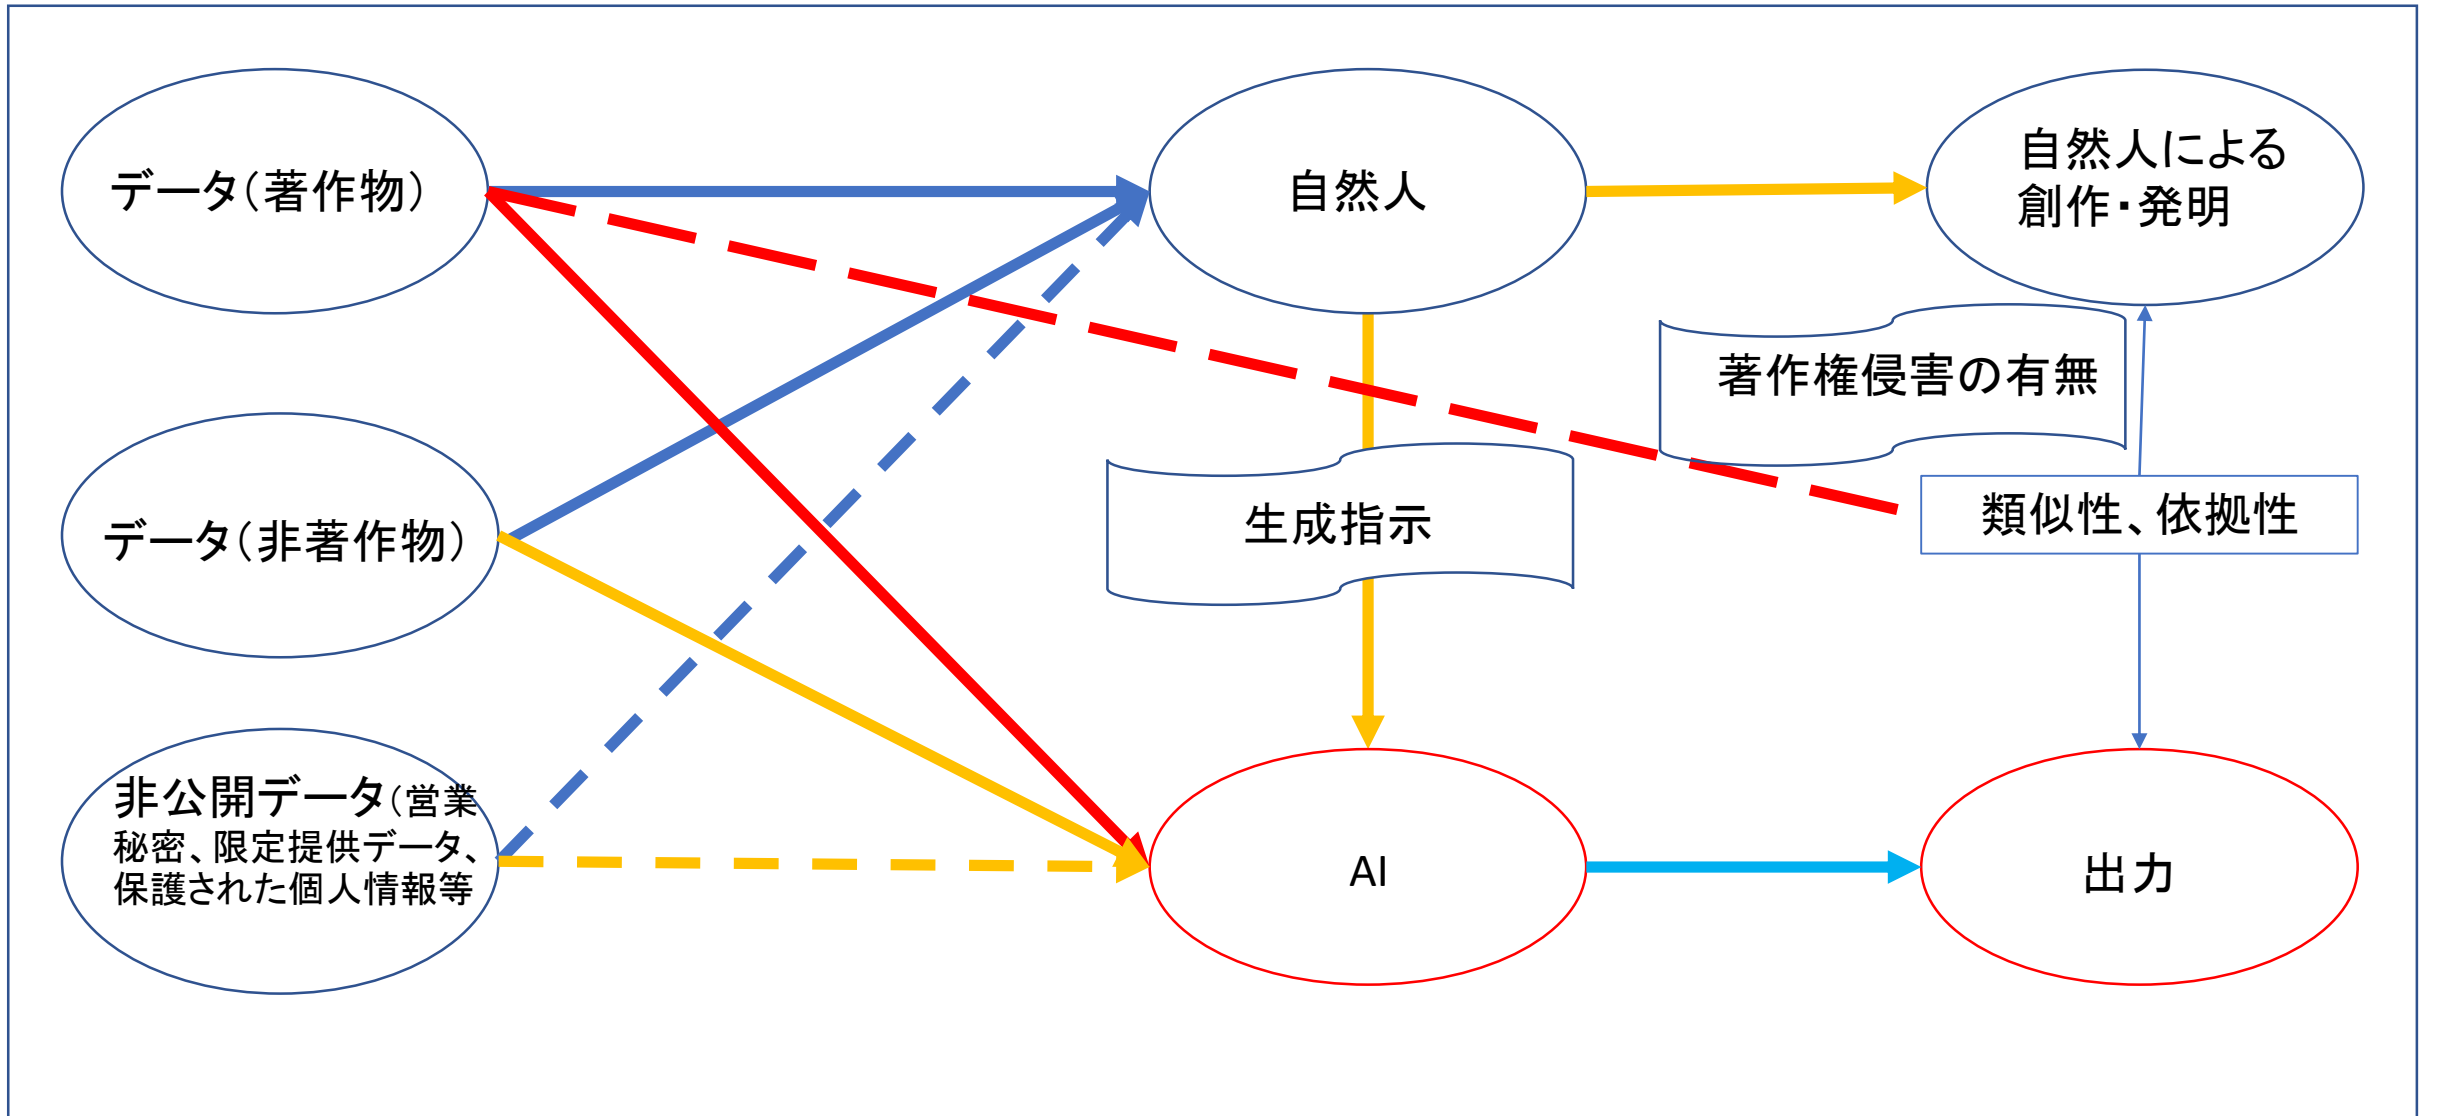 データ（著作物）
自然人
自然人による
創作・発明
著作権侵害の有無
データ（非著作物）
生成指示
類似性、依拠性
非公開データ（営業
秘密、限定提供データ、
保護された個人情報等
AI
出力